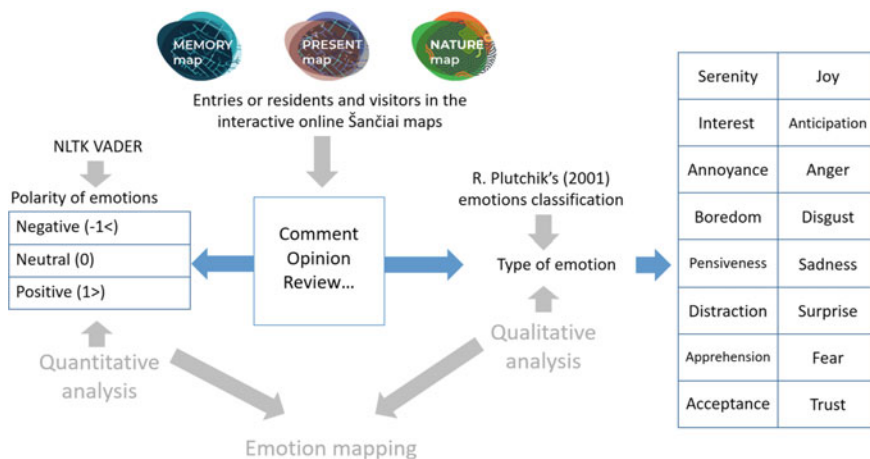 MEMORY
map
PRESENT
map
NATURE
map
Entries or residents and visitors in the
interactive online Šančiai maps
NLTK VADER
Polarity of emotions
Negative (-1<)
Neutral (0)
Positive (1>)
Quantitative
analysis
Comment
Opinion
Review...
R. Plutchik's (2001)
emotions classification
Type of emotion
Qualitative
analysis
Emotion mapping
Serenity Joy
Interest Anticipation
Annoyance Anger
Boredom Disgust
Pensiveness Sadness
Distraction Surprise
Apprehension Fear
Acceptance Trust